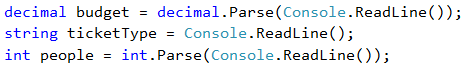 decimal budget = decimal.Parse(Console.ReadLine());
string ticketType = Console.ReadLine();
int people = int.Parse(Console.ReadLine());